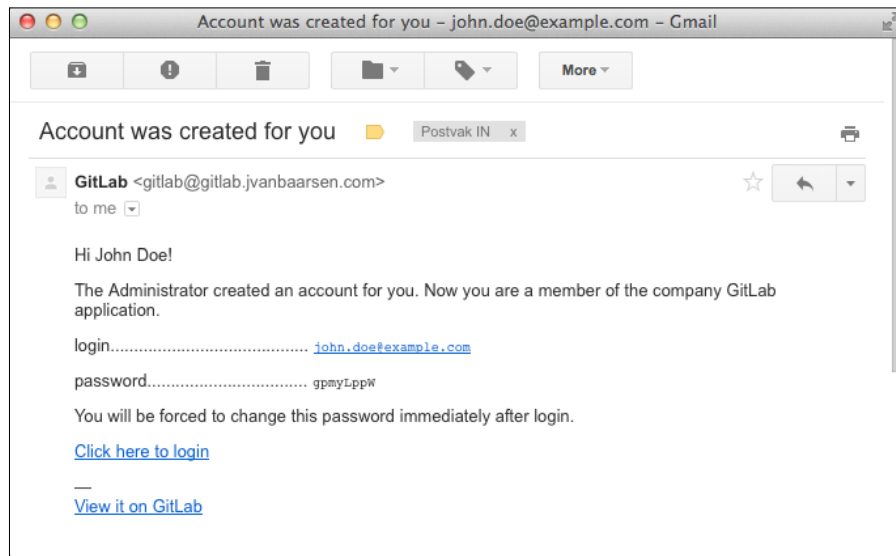 Account was created for you – john.doe@example.com – Gmail
More
Account was created for you
Postvak IN x
GitLab <gitlab@gitlab.jvanbaarsen.com>
to me
Hi John Doe!
The Administrator created an account for you. Now you are a member of the company GitLab
application.
login.......................................... john.doe@example.com
password.................................. gpmyLppW
You will be forced to change this password immediately after login.
Click here to login
—
View it on GitLab